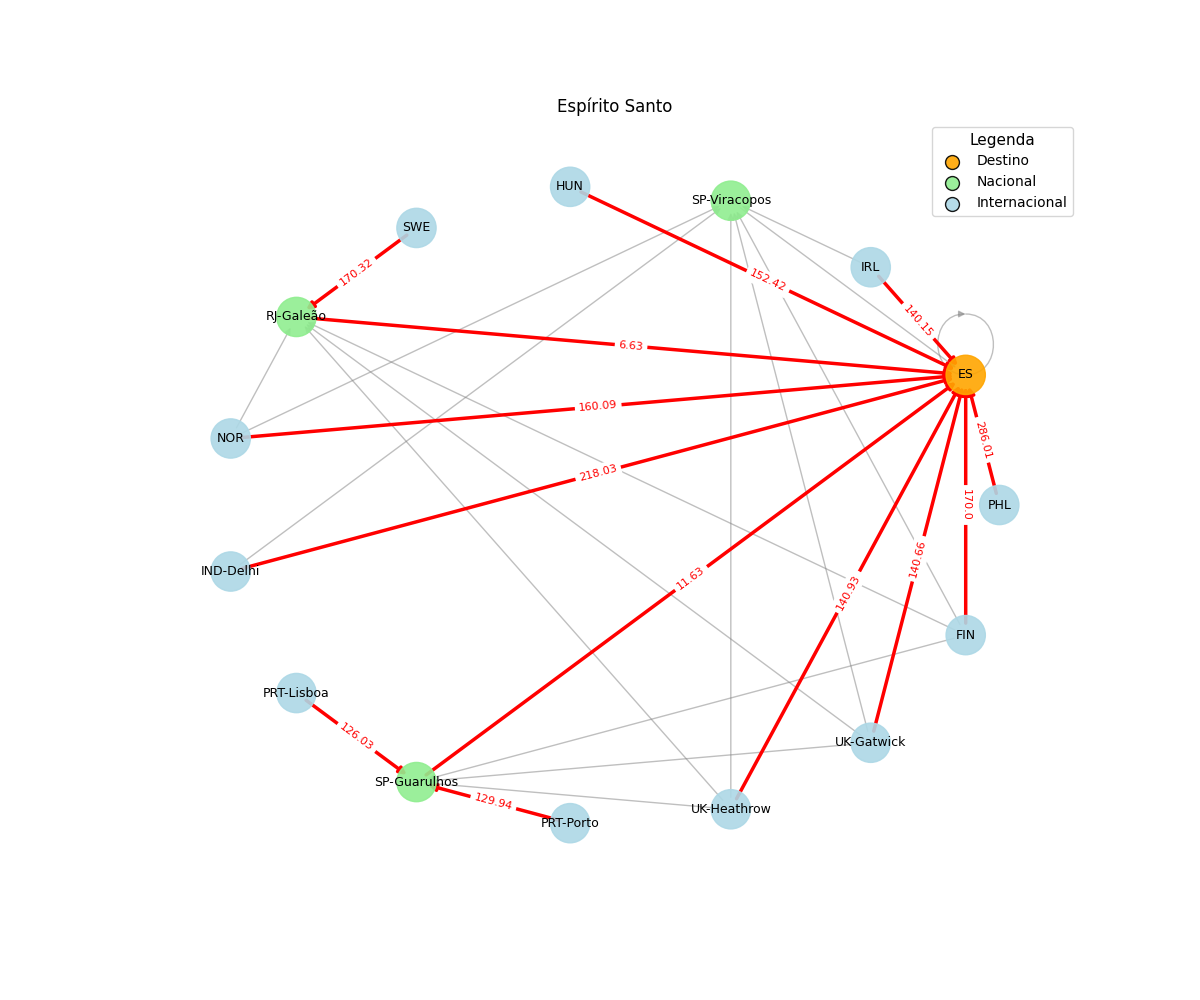 Espírito Santo
Legenda
Destino
Nacional
Internacional
HUN
SP-Viracopos
SWE
IRL
170.32
152.42
RJ-Galeão
140.15
6.63
ES
160.09
NOR
286.01
218.03
170.0
PHL
140.66
IND-Delhi
11.63
140.93
FIN
PRT-Lisboa
126.03
UK-Gatwick
SP-Guarulhos
129.94
UK-Heathrow
PRT-Porto